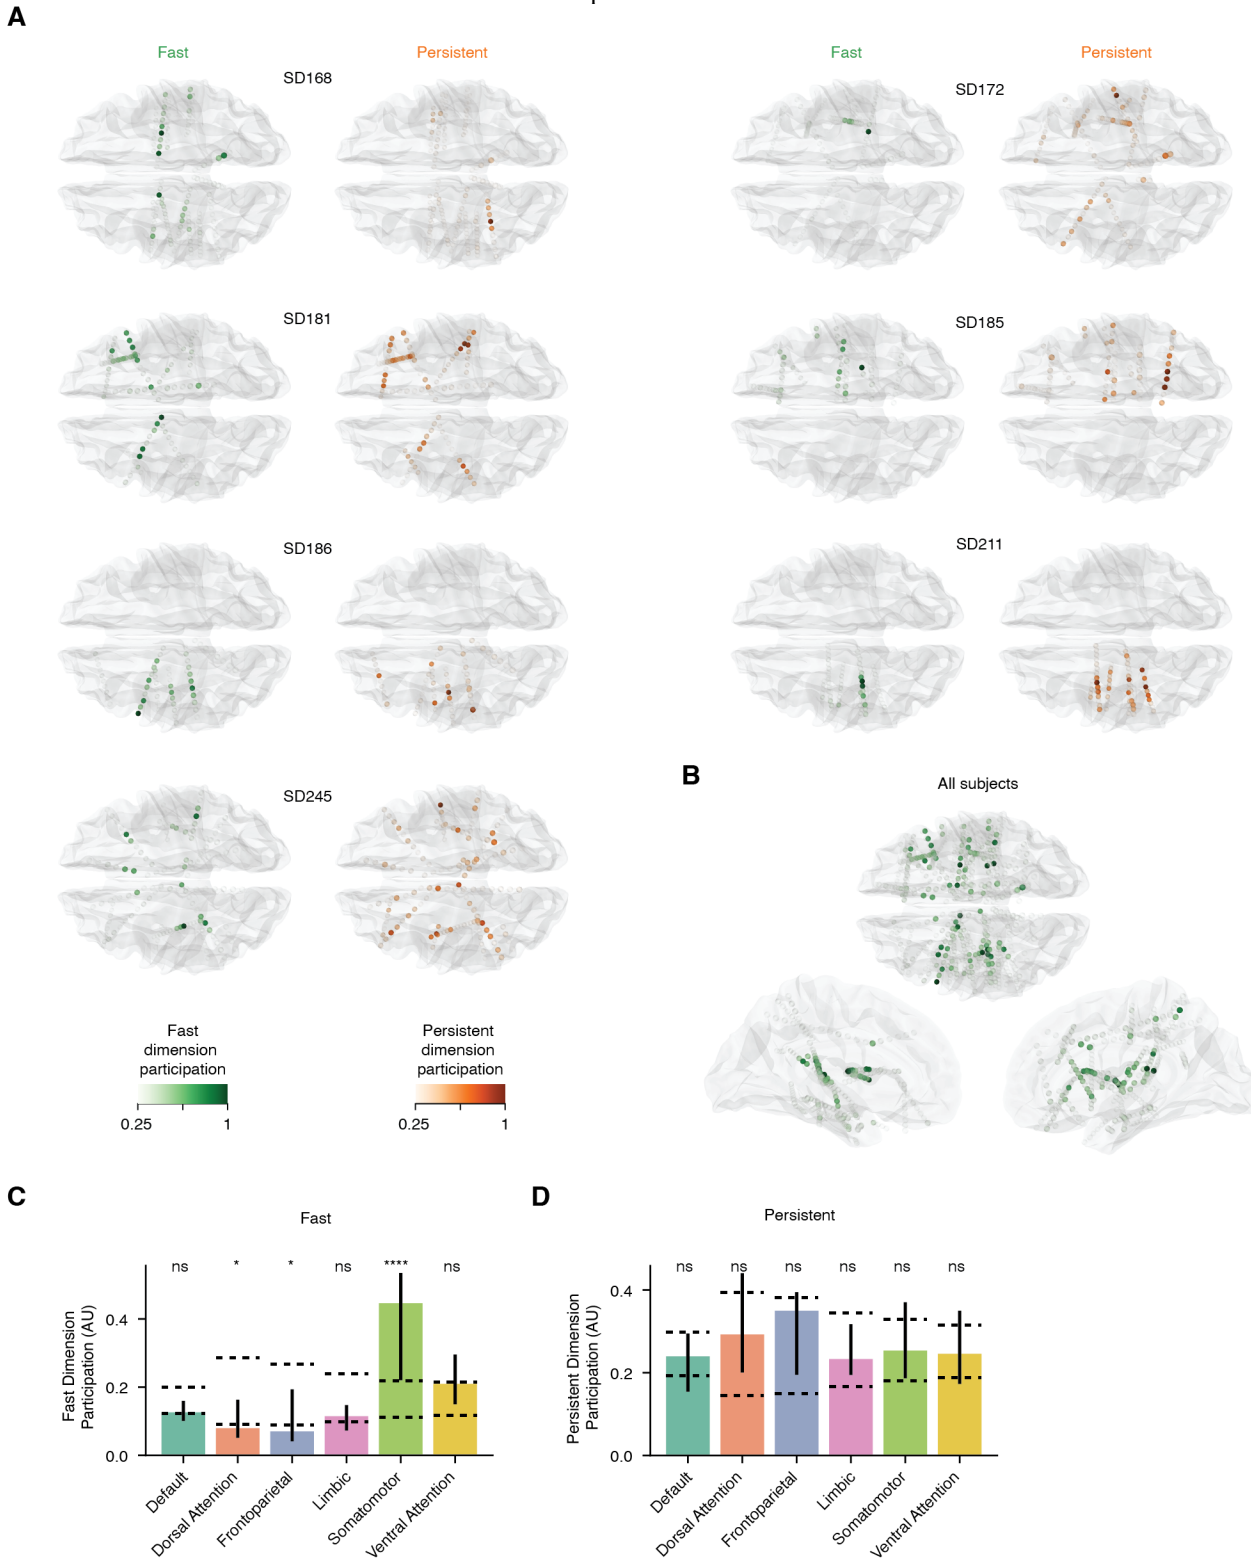 A
Fast
Persistent
Fast
Persistent
SD168
SD172
SD181
SD185
SD186
SD211
SD245
B
All subjects
Fast
dimension
participation
0.25
1
Persistent
dimension
participation
0.25
1
C
Fast
ns
*
*
ns
****
ns
Fast Dimension
Participation (AU)
0.4
0.2
0.0
Default
Dorsal Attention
Frontoparietal
Limbic
Somatomotor
Ventral Attention
D
Persistent
ns
ns
ns
ns
ns
ns
Persistent Dimension
Participation (AU)
0.4
0.2
0.0
Default
Dorsal Attention
Frontoparietal
Limbic
Somatomotor
Ventral Attention